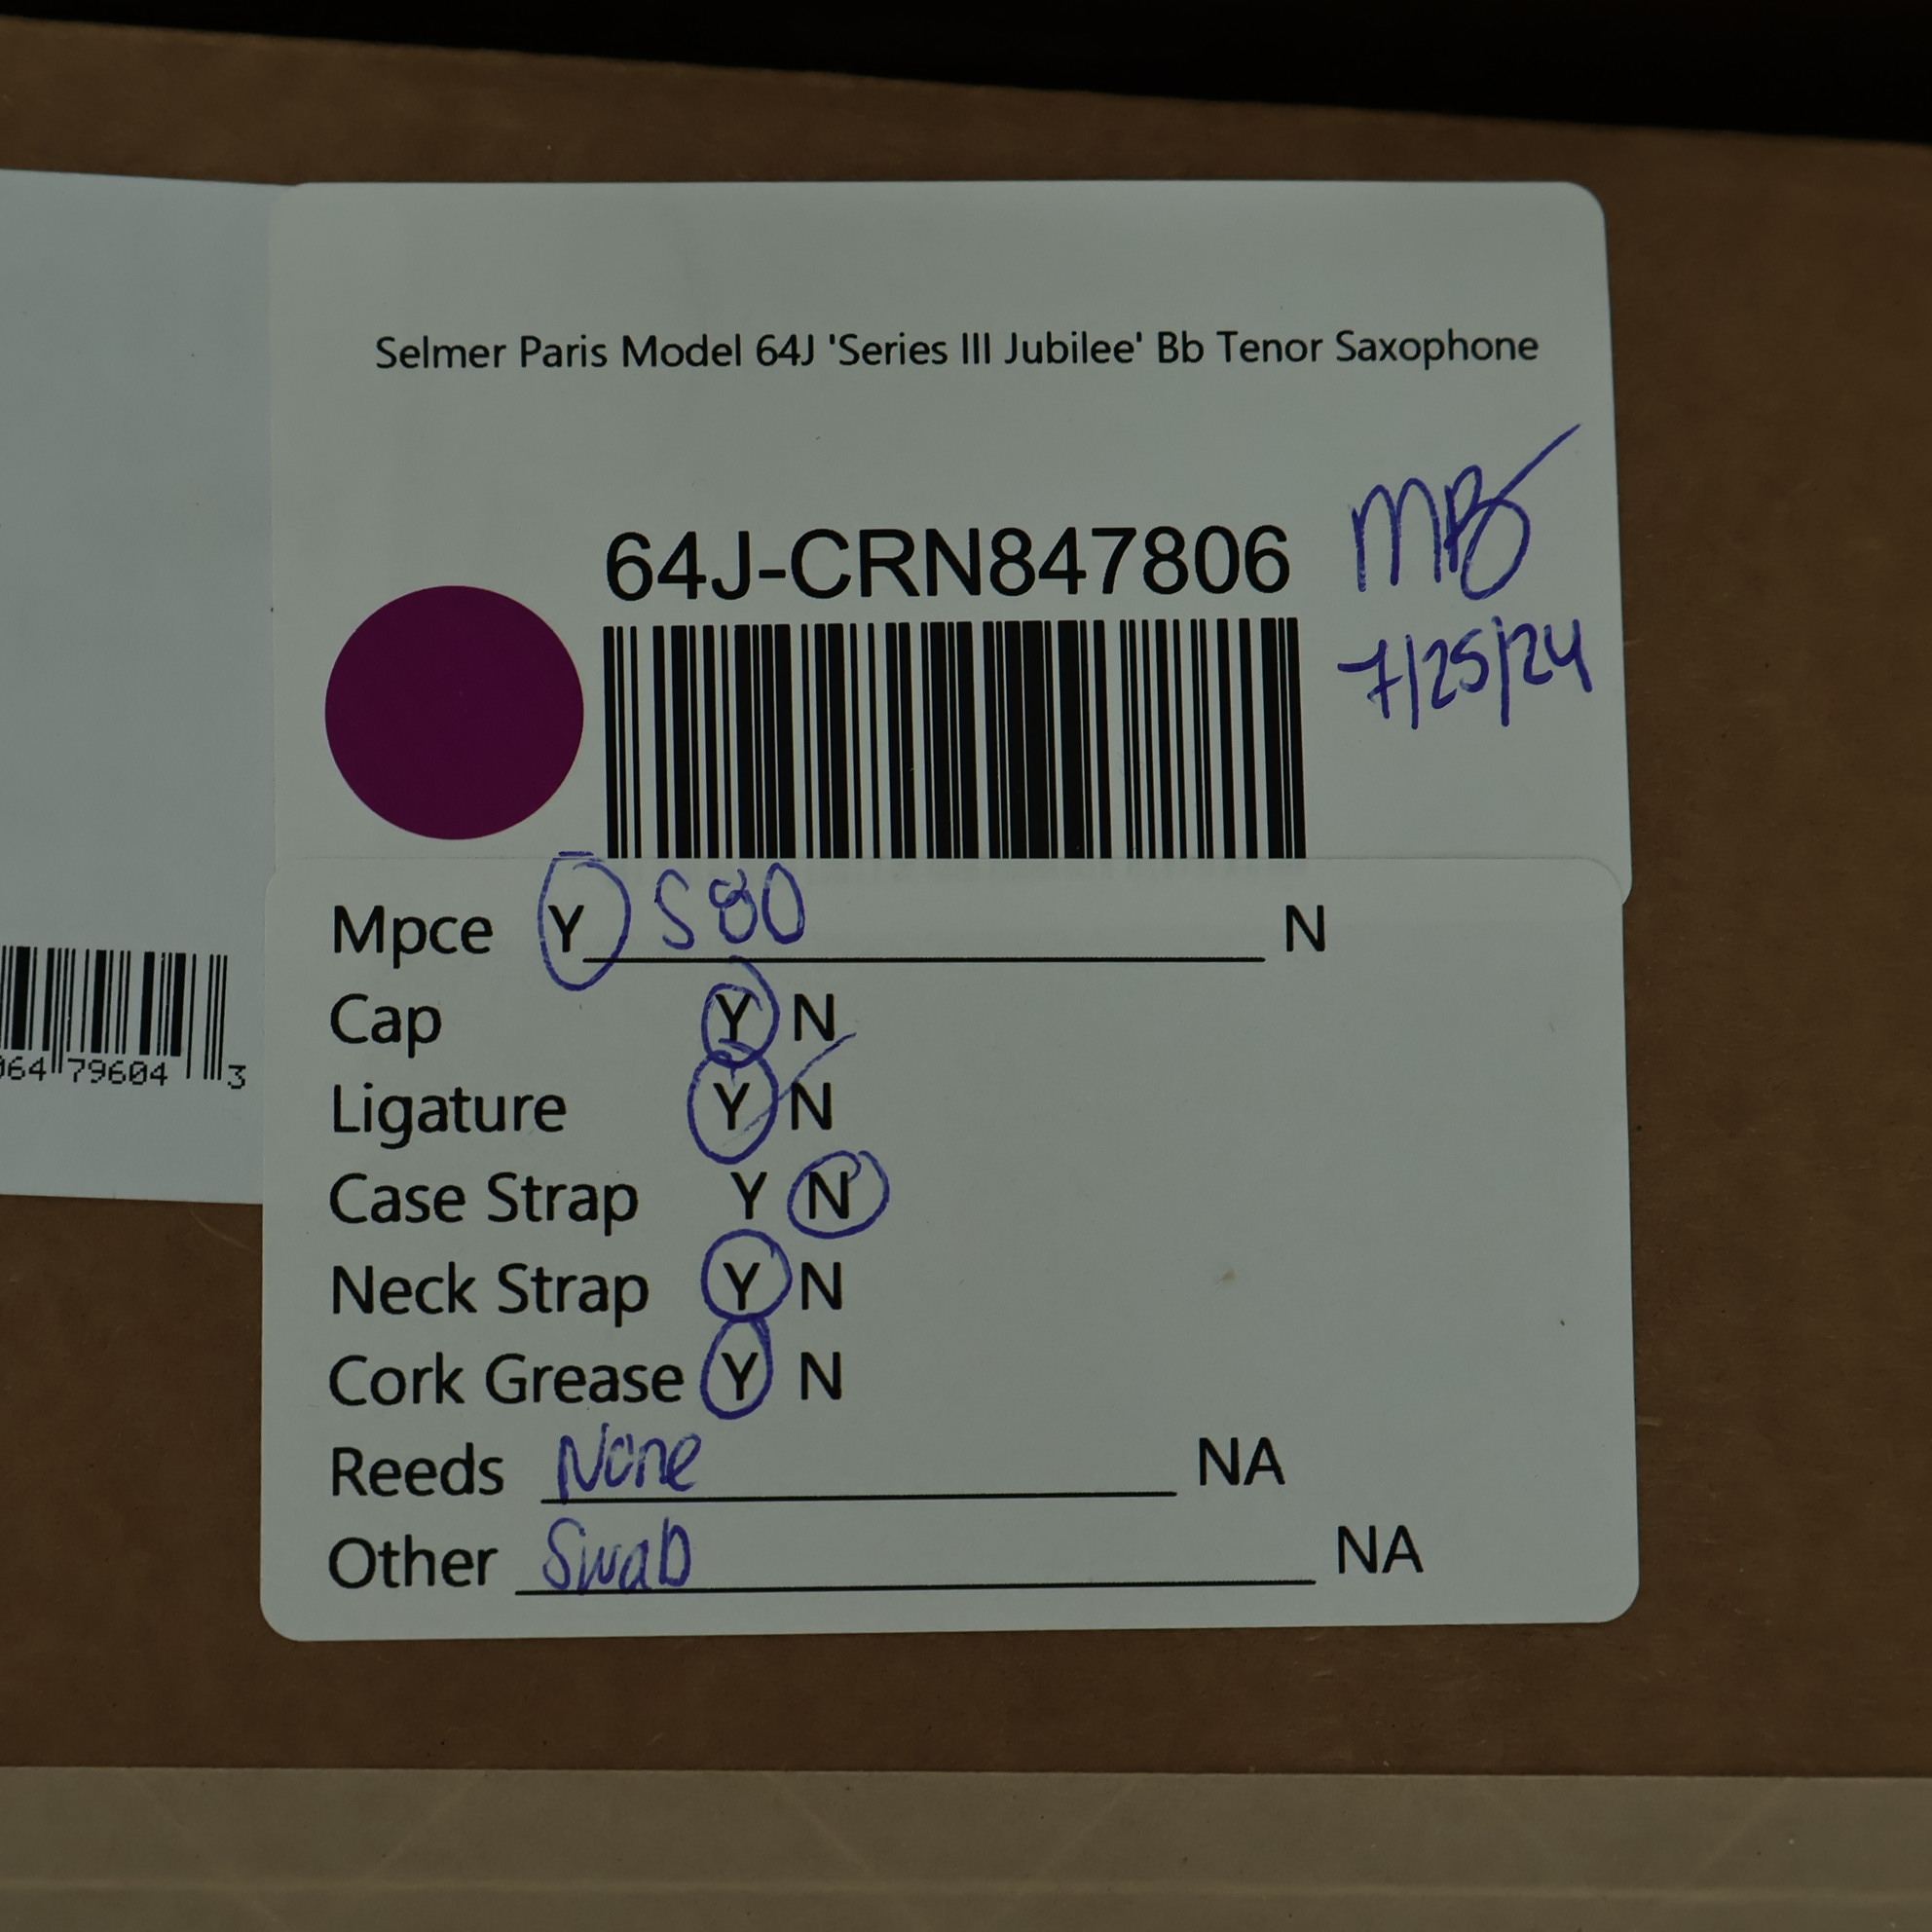 Selmer Paris Model 64J 'Series III Jubilee' Bb Tenor Saxophone
64J-CRN847806
MB
7/25/24
064 79604 3
Mpce Y S80 N
Cap Y N
Ligature Y N
Case Strap Y N
Neck Strap Y N
Cork Grease Y N
Reeds None NA
Other Swab NA